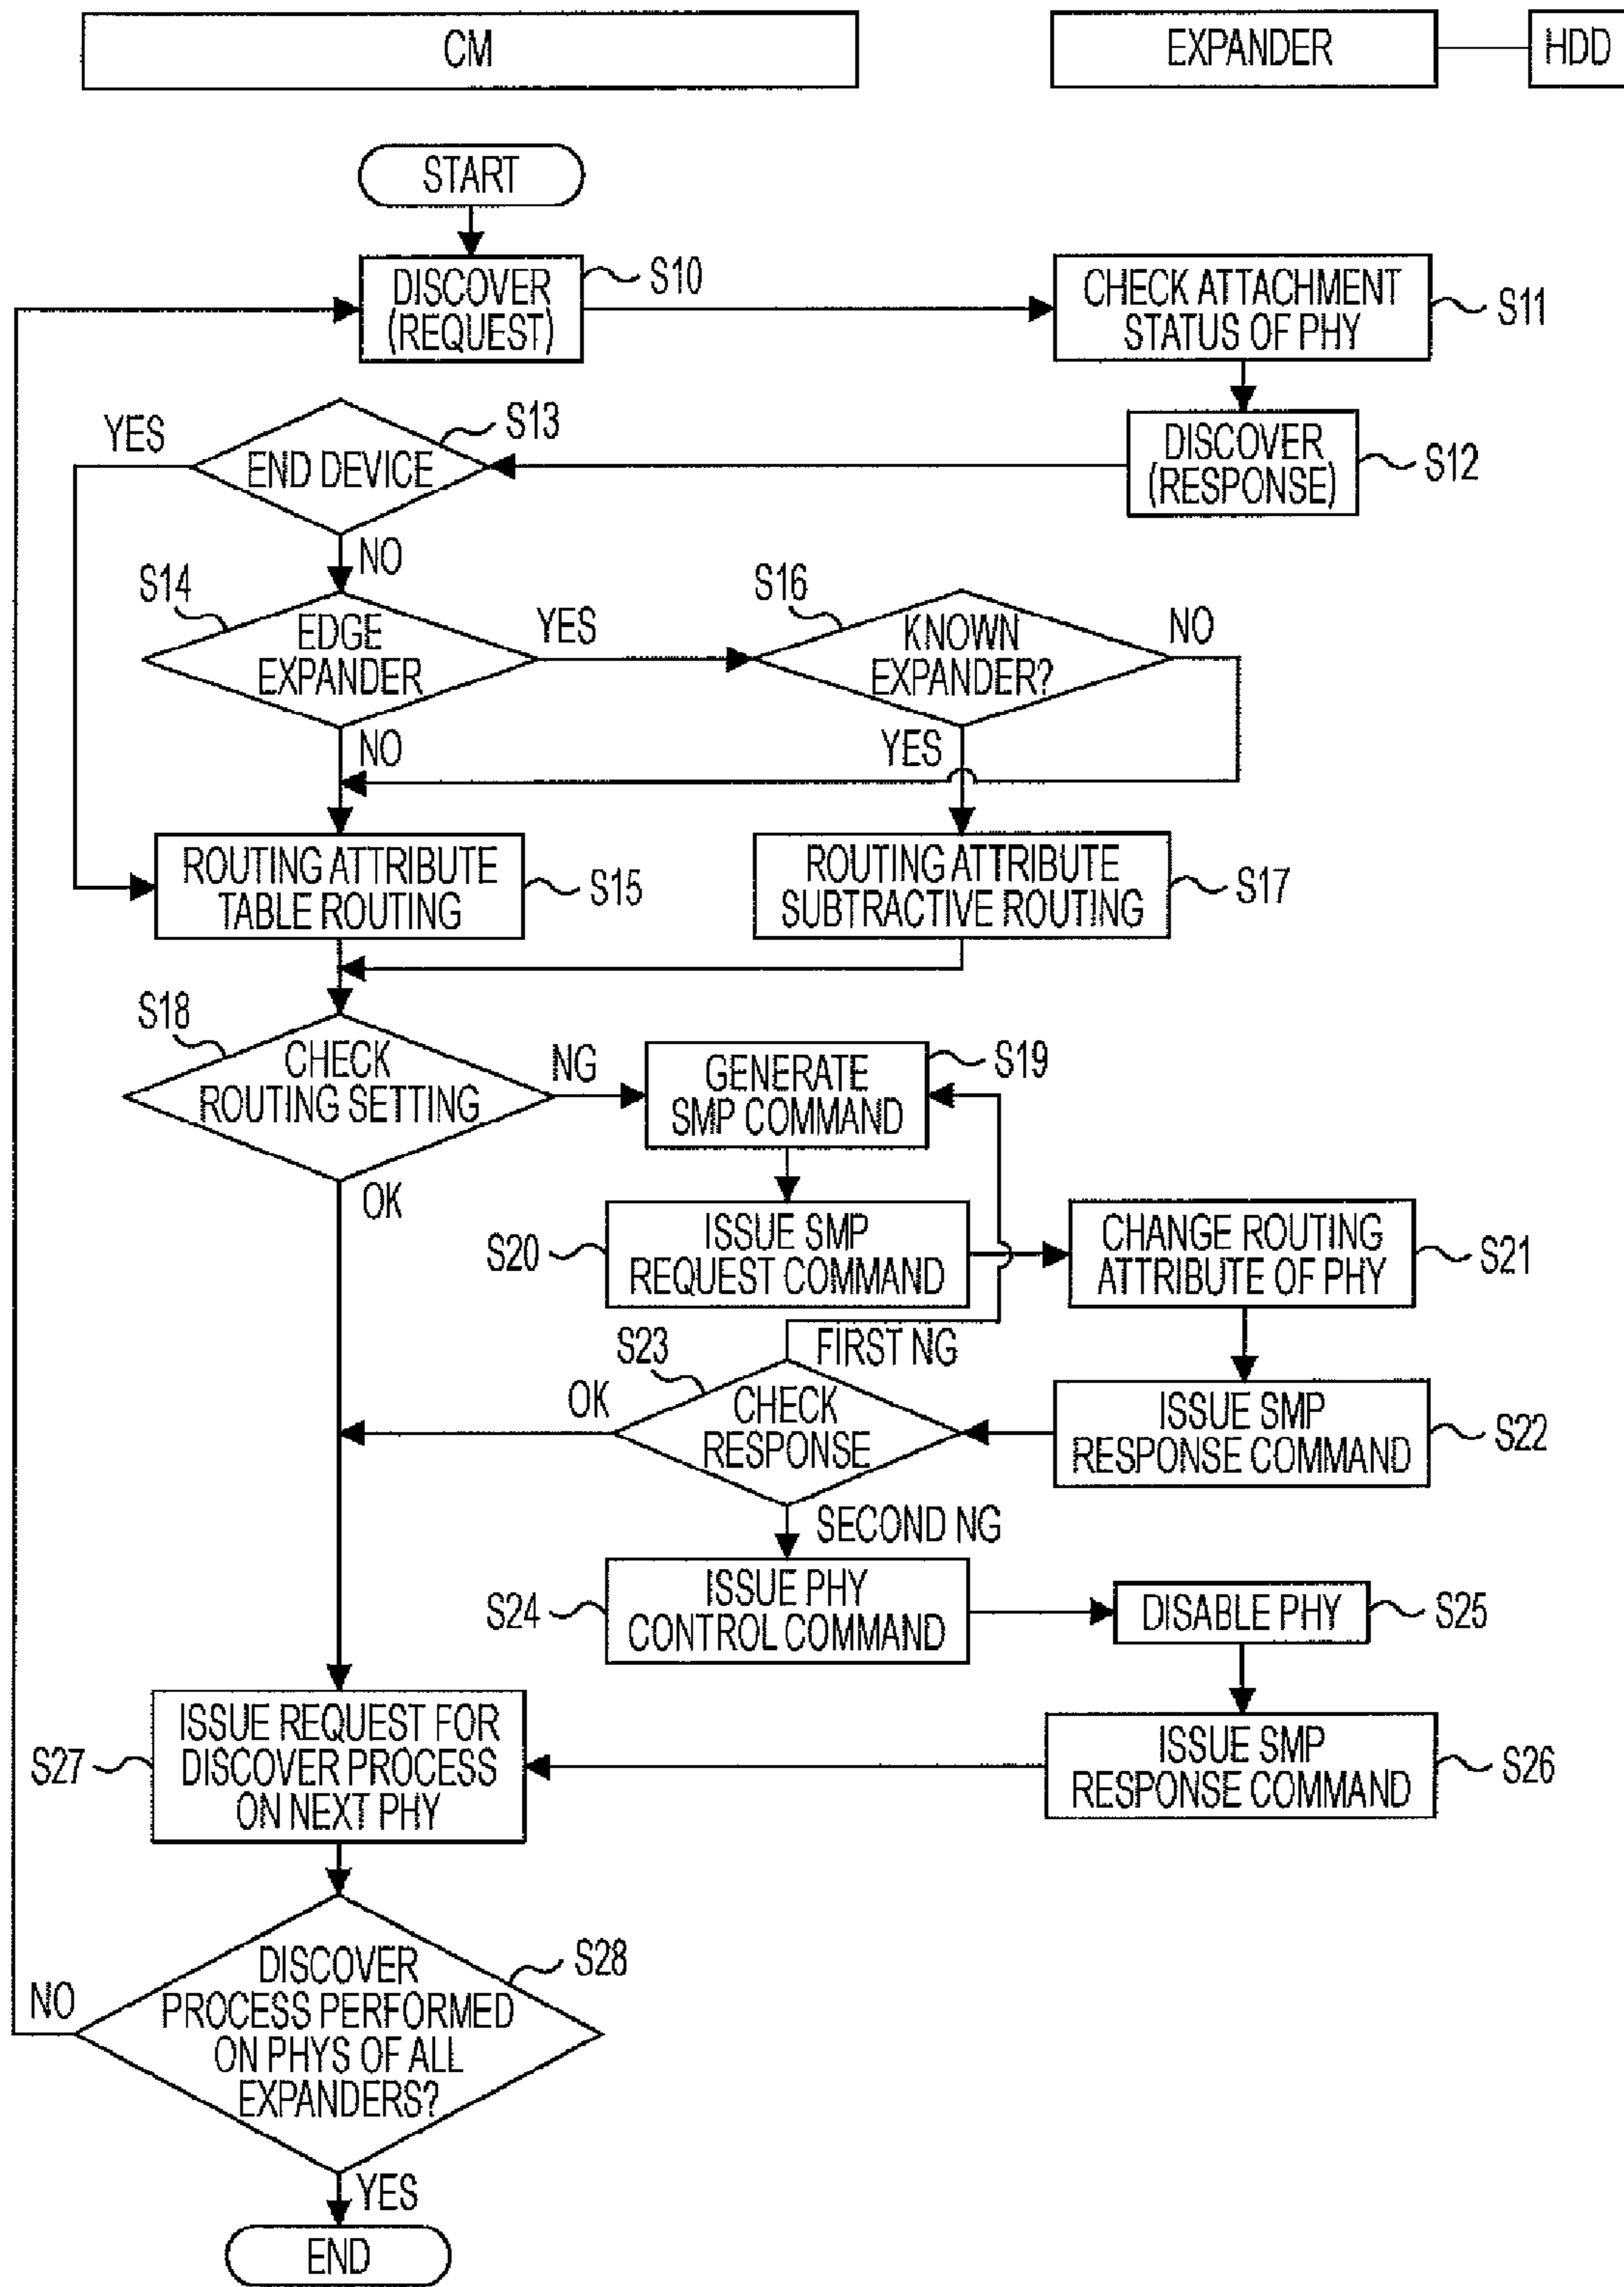 CM
EXPANDER
HDD
START
DISCOVER
(REQUEST)
S10
CHECK ATTACHMENT
STATUS OF PHY
S11
DISCOVER
(RESPONSE)
S12
YES
END DEVICE
S13
NO
S14
EDGE
EXPANDER
YES
S16
KNOWN
EXPANDER?
NO
NO
YES
ROUTING ATTRIBUTE
TABLE ROUTING
S15
ROUTING ATTRIBUTE
SUBTRACTIVE ROUTING
S17
S18
CHECK
ROUTING SETTING
NG
GENERATE
SMP COMMAND
S19
OK
S20
ISSUE SMP
REQUEST COMMAND
CHANGE ROUTING
ATTRIBUTE OF PHY
S21
S23
FIRST NG
OK
CHECK
RESPONSE
ISSUE SMP
RESPONSE COMMAND
S22
SECOND NG
S24
ISSUE PHY
CONTROL COMMAND
DISABLE PHY
S25
S27
ISSUE REQUEST FOR
DISCOVER PROCESS
ON NEXT PHY
ISSUE SMP
RESPONSE COMMAND
S26
NO
DISCOVER
PROCESS PERFORMED
ON PHYS OF ALL
EXPANDERS?
S28
YES
END